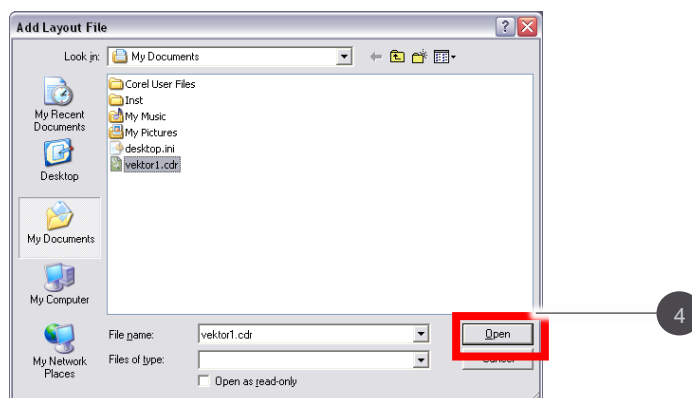 Add Layout File
Look in:
My Documents
My Recent
Documents
Desktop
My Documents
My Computer
My Network
Places
Corel User Files
Inst
My Music
My Pictures
desktop.ini
vektor1.cdr
File name:
vektor1.cdr
Open
Files of type:
Cancel
Open as read-only
4